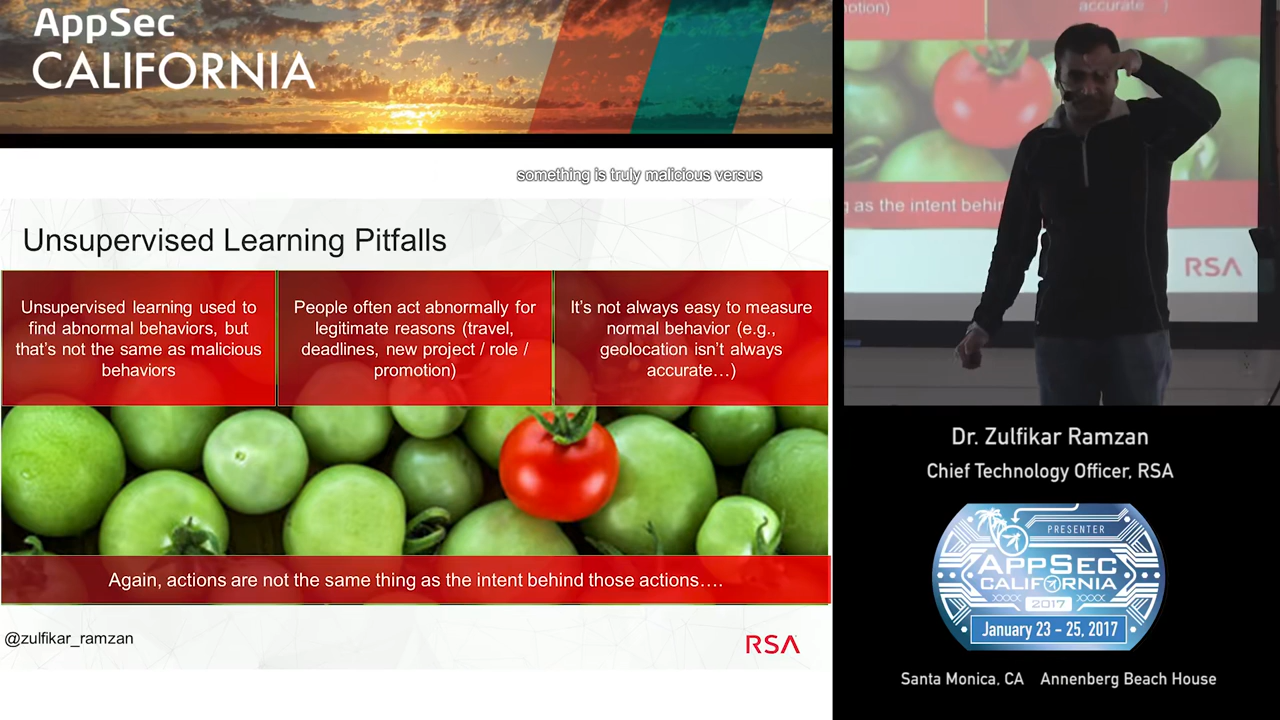 AppSec
CALIFORNIA
something is truly malicious versus
Unsupervised Learning Pitfalls
Unsupervised learning used to
find abnormal behaviors, but
that's not the same as malicious
behaviors
People often act abnormally for
legitimate reasons (travel,
deadlines, new project / role /
promotion)
It's not always easy to measure
normal behavior (e.g.,
geolocation isn't always
accurate…)
Again, actions are not the same thing as the intent behind those actions….
@zulfikar_ramzan
RSA
otion)
accurate…)
g as the intent behin
RSA
Dr. Zulfikar Ramzan
Chief Technology Officer, RSA
PRESENTER
APPSEC
CALIFORNIA
2017
January 23 - 25, 2017
Santa Monica, CA Annenberg Beach House